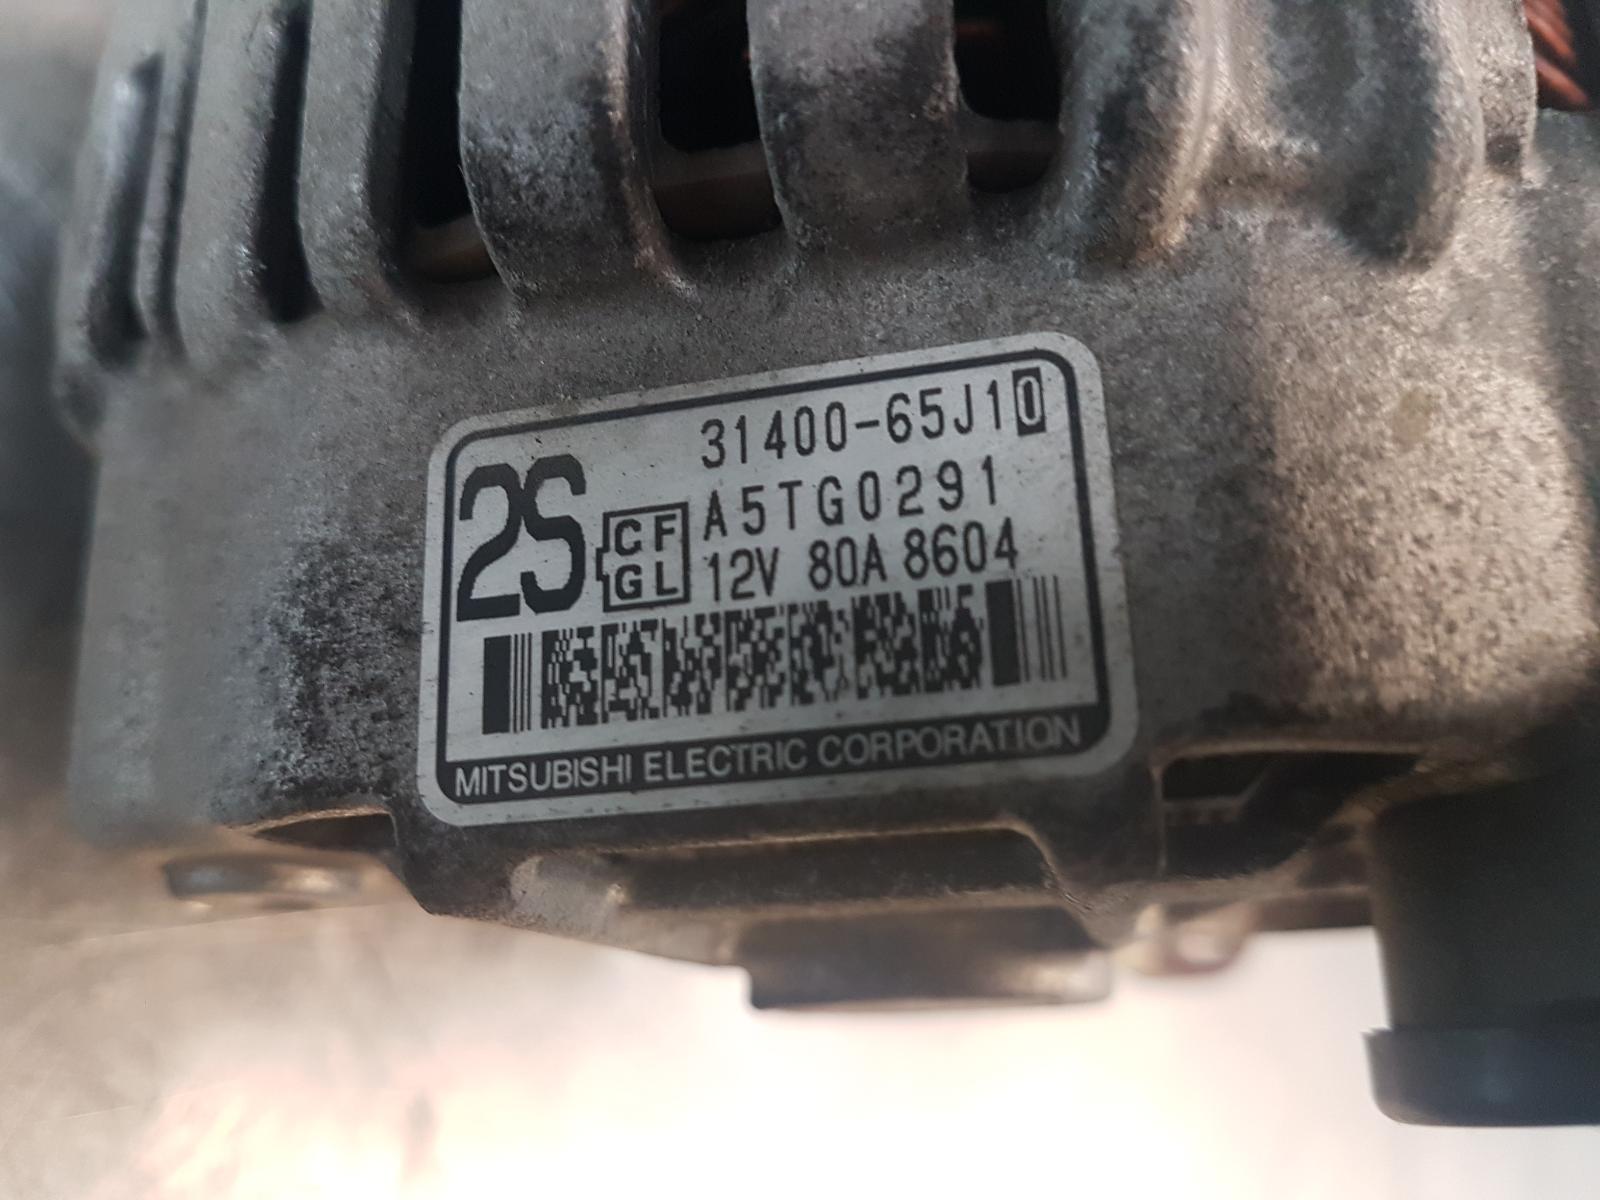 31400-65J10
2S
CF
GL
A5TG0291
12V 80A 8604
MITSUBISHI ELECTRIC CORPORATION